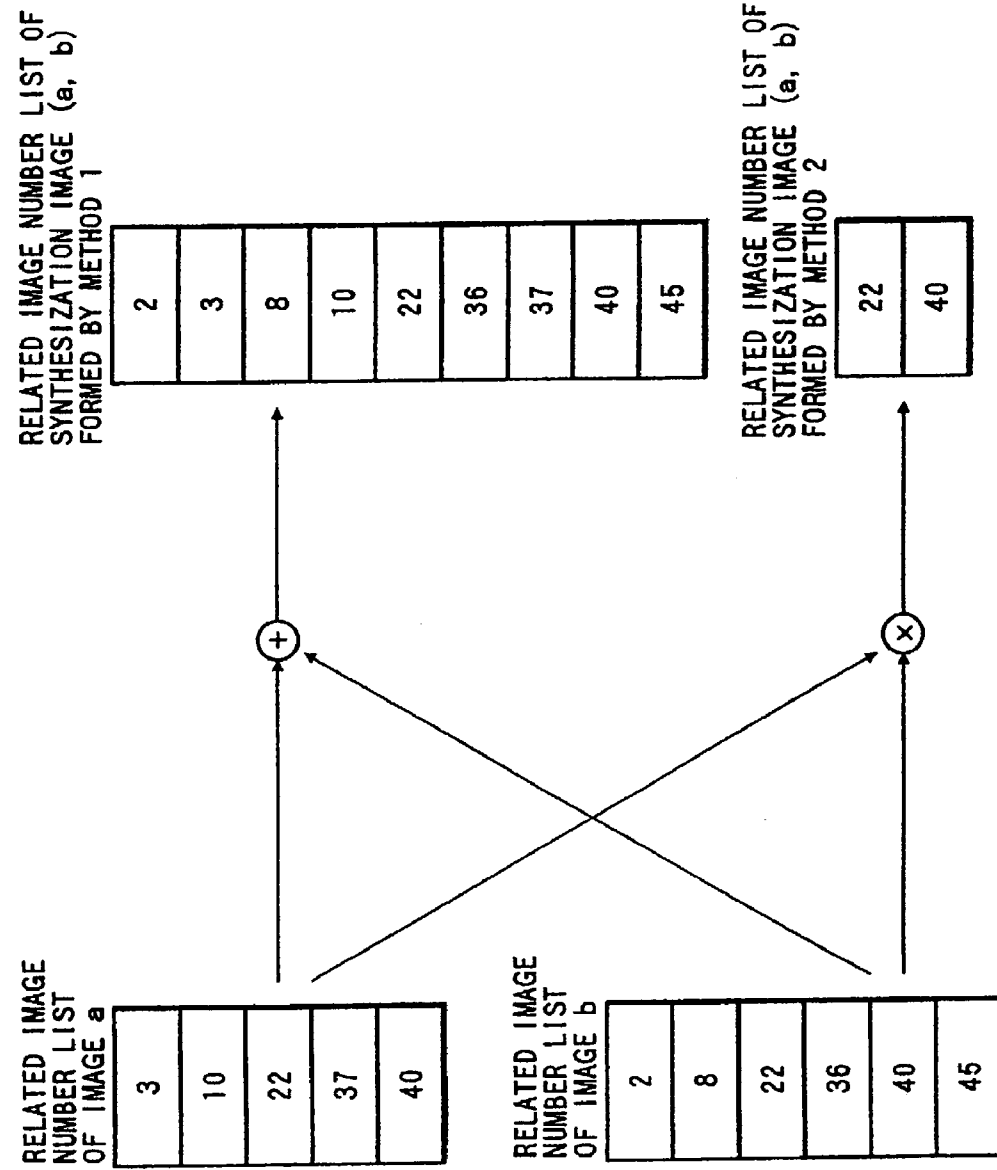 RELATED IMAGE
NUMBER LIST
OF IMAGE a
3
10
22
37
40
RELATED IMAGE
NUMBER LIST
OF IMAGE b
2
8
22
36
40
45
+
×
RELATED IMAGE NUMBER LIST OF
SYNTHESIZATION IMAGE (a, b)
FORMED BY METHOD 1
2
3
8
10
22
36
37
40
45
RELATED IMAGE NUMBER LIST OF
SYNTHESIZATION IMAGE (a, b)
FORMED BY METHOD 2
22
40